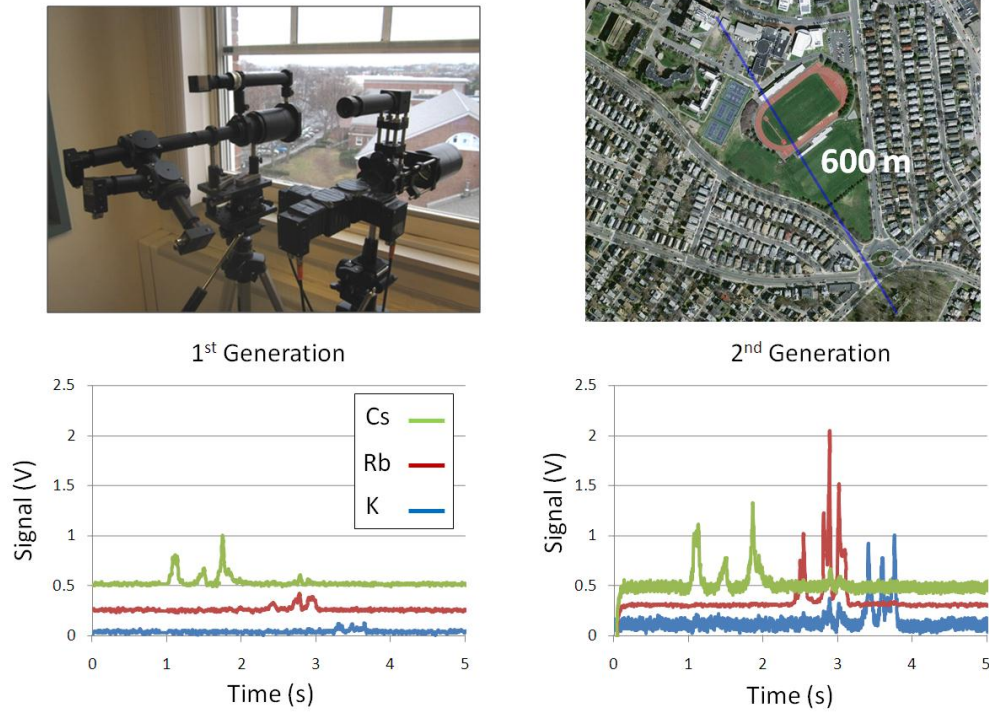 600 m
1st Generation
2nd Generation
2.5
2
1.5
1
0.5
0
Signal (V)
Cs
Rb
K
0 1 2 3 4 5
Time (s)
2.5
2
1.5
1
0.5
0
Signal (V)
0 1 2 3 4 5
Time (s)